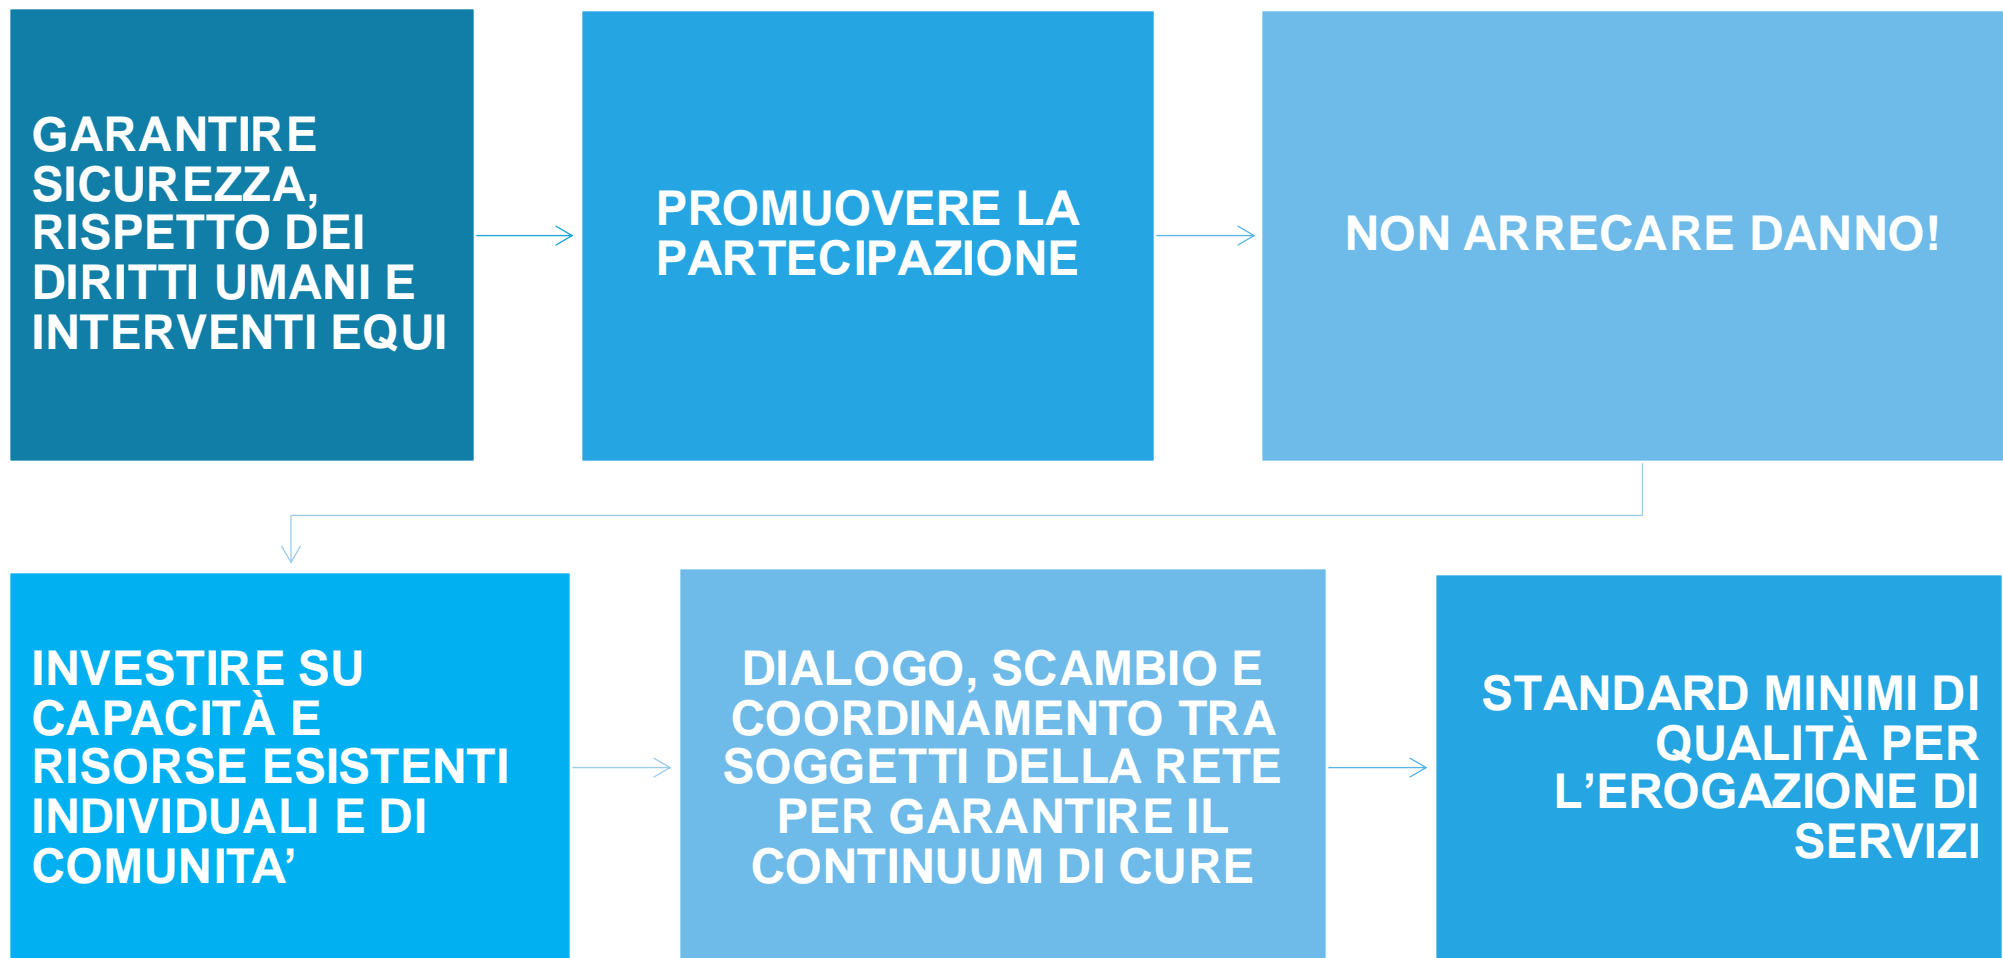 GARANTIRE
SICUREZZA,
RISPETTO DEI
DIRITTI UMANI E
INTERVENTI EQUI
PROMUOVERE LA
PARTECIPAZIONE
NON ARRECARE DANNO!
INVESTIRE SU
CAPACITÀ E
RISORSE ESISTENTI
INDIVIDUALI E DI
COMUNITA’
DIALOGO, SCAMBIO E
COORDINAMENTO TRA
SOGGETTI DELLA RETE
PER GARANTIRE IL
CONTINUUM DI CURE
STANDARD MINIMI DI
QUALITÀ PER
L’EROGAZIONE DI
SERVIZI